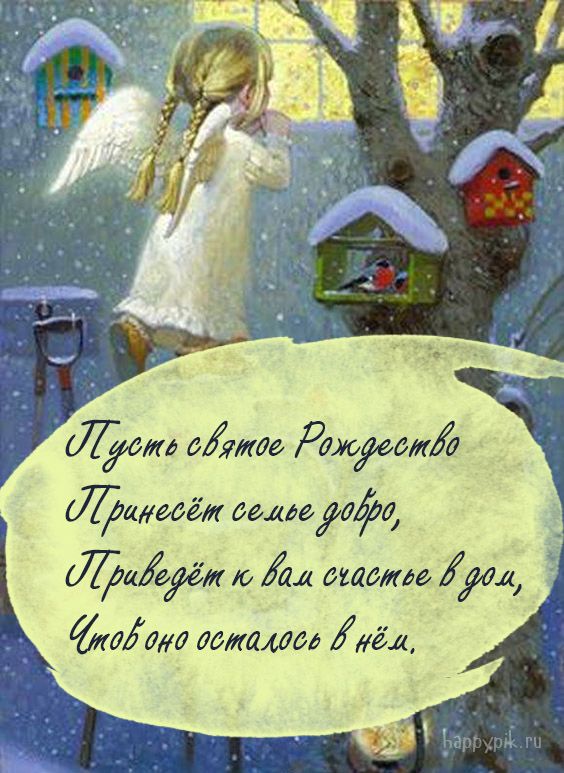 Пусть святое Рождество
Принесёт семье добро,
Приведёт к вам счастье в дом,
Чтоб оно осталось в нём.
happypik.ru